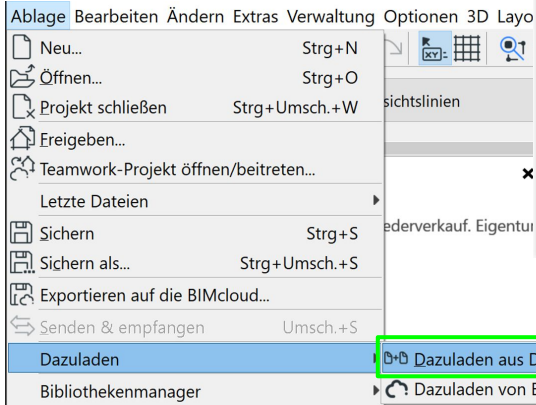 Ablage Bearbeiten Ändern Extras Verwaltung Optionen 3D Layo
Neu... Strg+N
Öffnen... Strg+O
Projekt schließen Strg+Umsch.+W
sichtslinien
Freigeben...
Teamwork-Projekt öffnen/beitreten...
Letzte Dateien
ederverkauf. Eigentu
Sichern Strg+S
Sichern als... Strg+Umsch.+S
Exportieren auf die BIMcloud...
Senden & empfangen Umsch.+S
Dazuladen
Dazuladen aus D
Bibliothekenmanager
Dazuladen von B